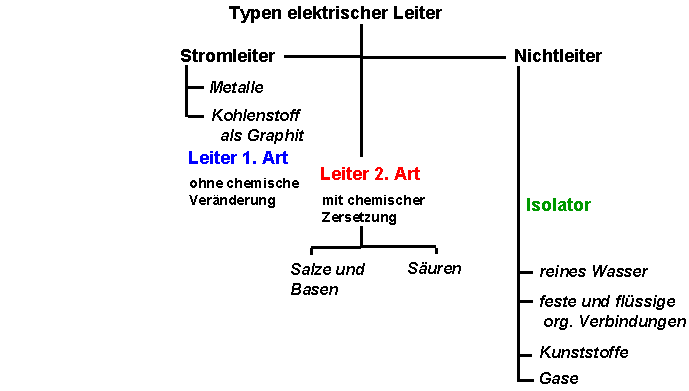 Typen elektrischer Leiter
Stromleiter
Nichtleiter
Metalle
Kohlenstoff
als Graphit
Leiter 1. Art
ohne chemische
Veränderung
Leiter 2. Art
mit chemischer
Zersetzung
Salze und
Basen
Säuren
Isolator
reines Wasser
feste und flüssige
org. Verbindungen
Kunststoffe
Gase